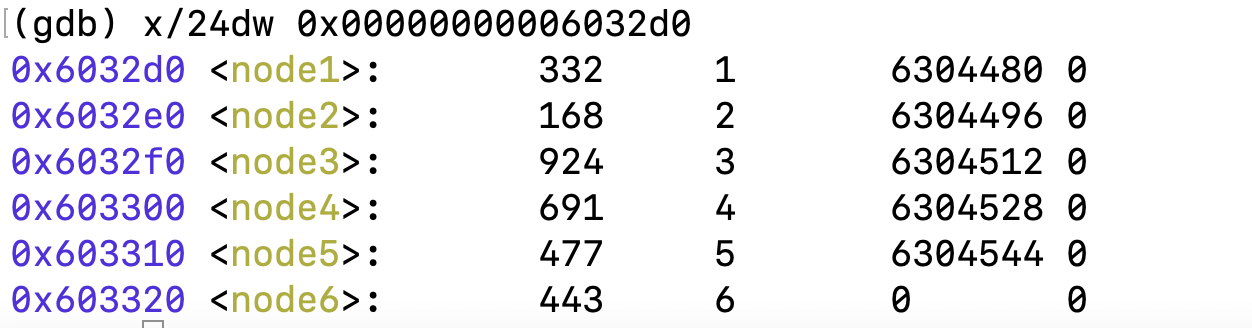 (gdb) x/24dw 0x00000000006032d0
0x6032d0 <node1>: 332 1 6304480 0
0x6032e0 <node2>: 168 2 6304496 0
0x6032f0 <node3>: 924 3 6304512 0
0x603300 <node4>: 691 4 6304528 0
0x603310 <node5>: 477 5 6304544 0
0x603320 <node6>: 443 6 0 0